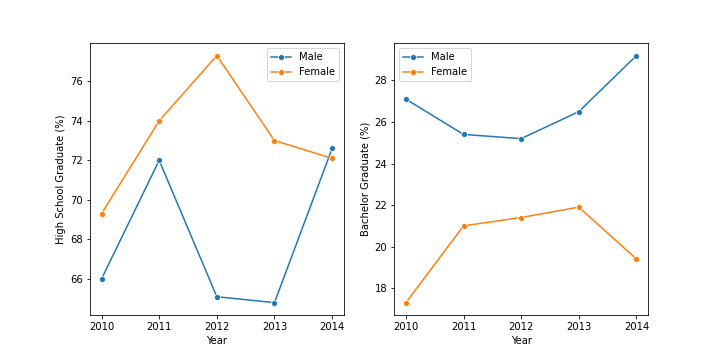 High School Graduate (%)
76
74
72
70
68
66
2010 2011 2012 2013 2014
Year
Male
Female
Bachelor Graduate (%)
28
26
24
22
20
18
2010 2011 2012 2013 2014
Year
Male
Female